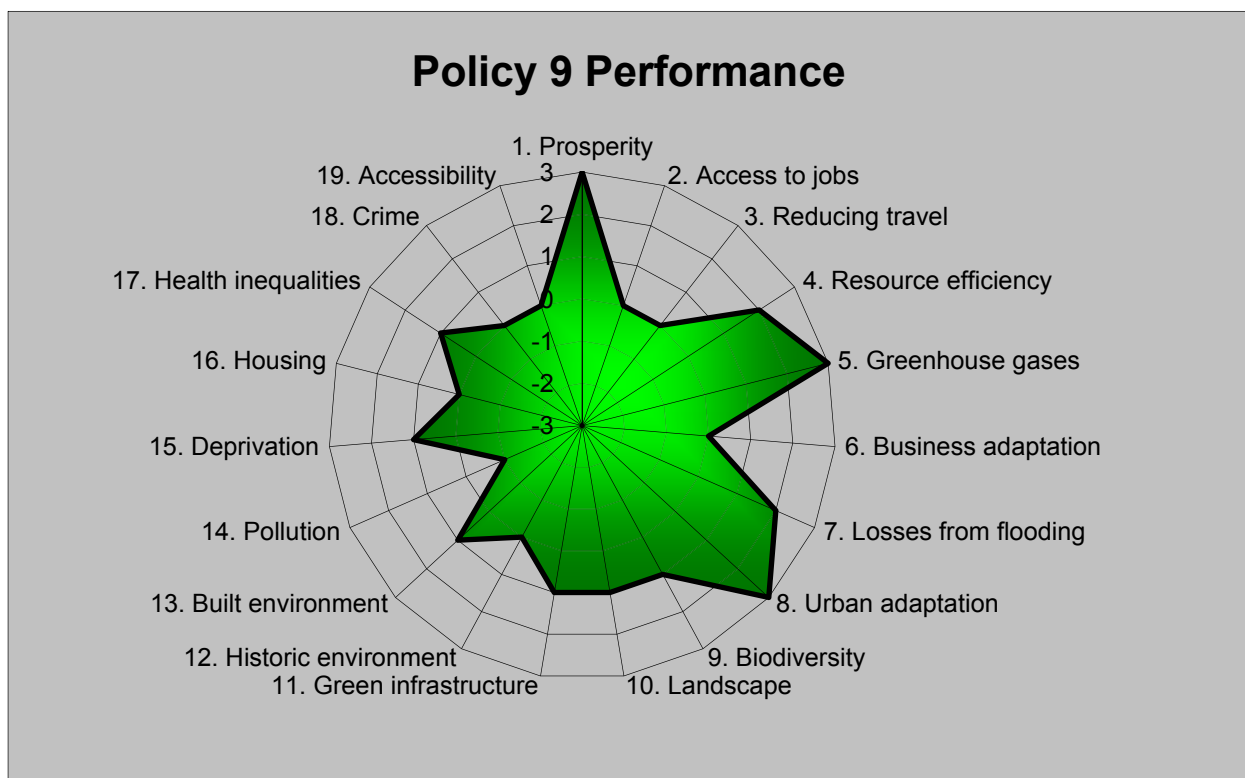 Policy 9 Performance
1. Prosperity
2. Access to jobs
3. Reducing travel
4. Resource efficiency
5. Greenhouse gases
6. Business adaptation
7. Losses from flooding
8. Urban adaptation
9. Biodiversity
10. Landscape
11. Green infrastructure
12. Historic environment
13. Built environment
14. Pollution
15. Deprivation
16. Housing
17. Health inequalities
18. Crime
19. Accessibility
3
2
1
0
-1
-2
-3